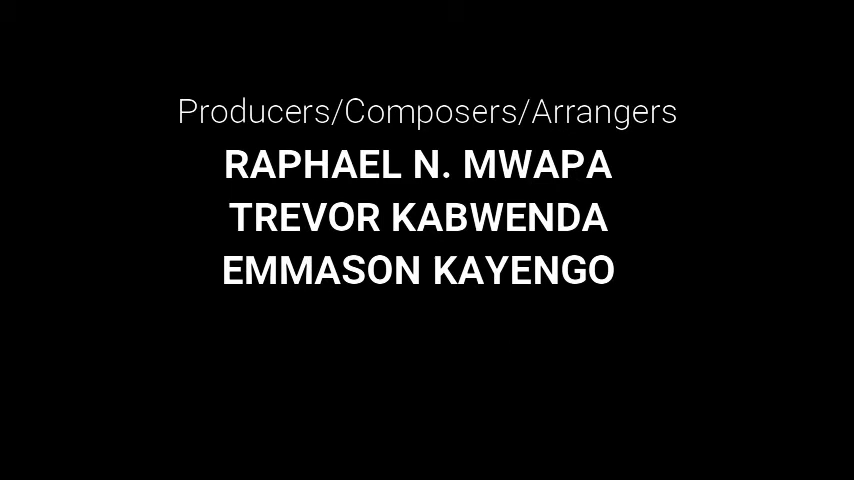 Producers/Composers/Arrangers
RAPHAEL N. MWAPA
TREVOR KABWENDA
EMMASON KAYENGO